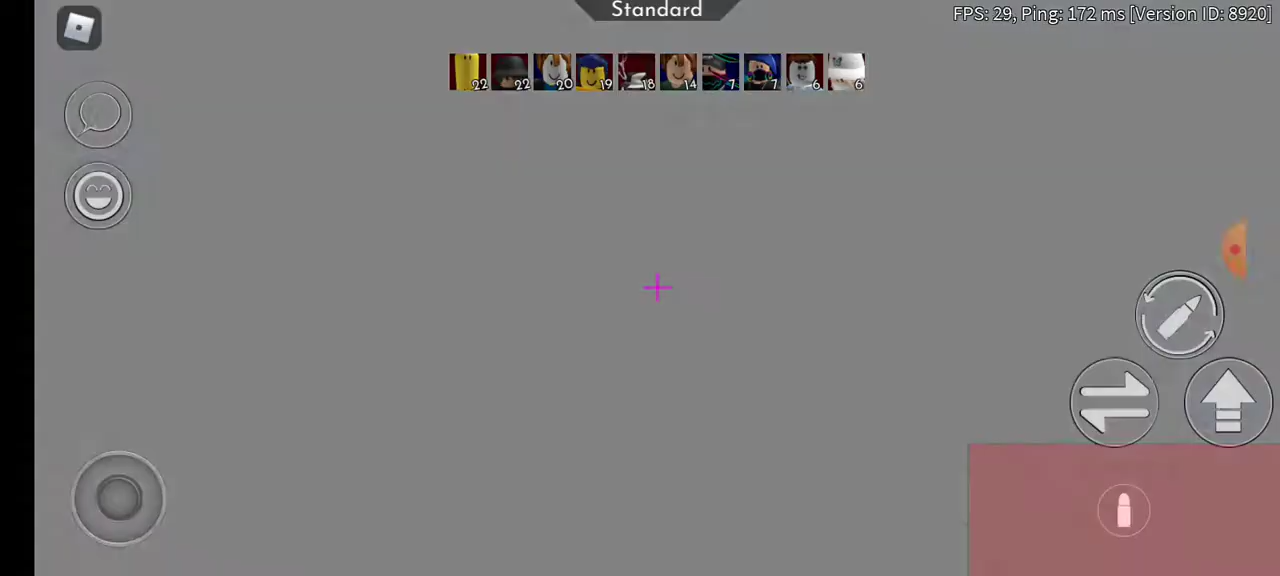 Standard
FPS: 29, Ping: 172 ms [Version ID: 8920]
22 22 20 19 18 14 7 7 6 6